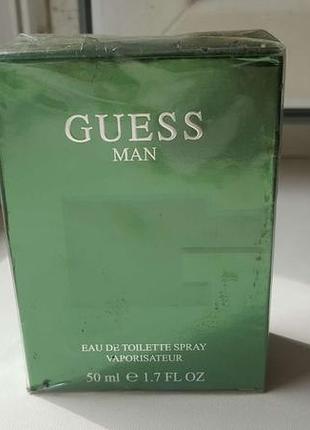 GUESS
MAN
EAU DE TOILETTE SPRAY
VAPORISATEUR
50 ml ℮ 1.7 FL OZ